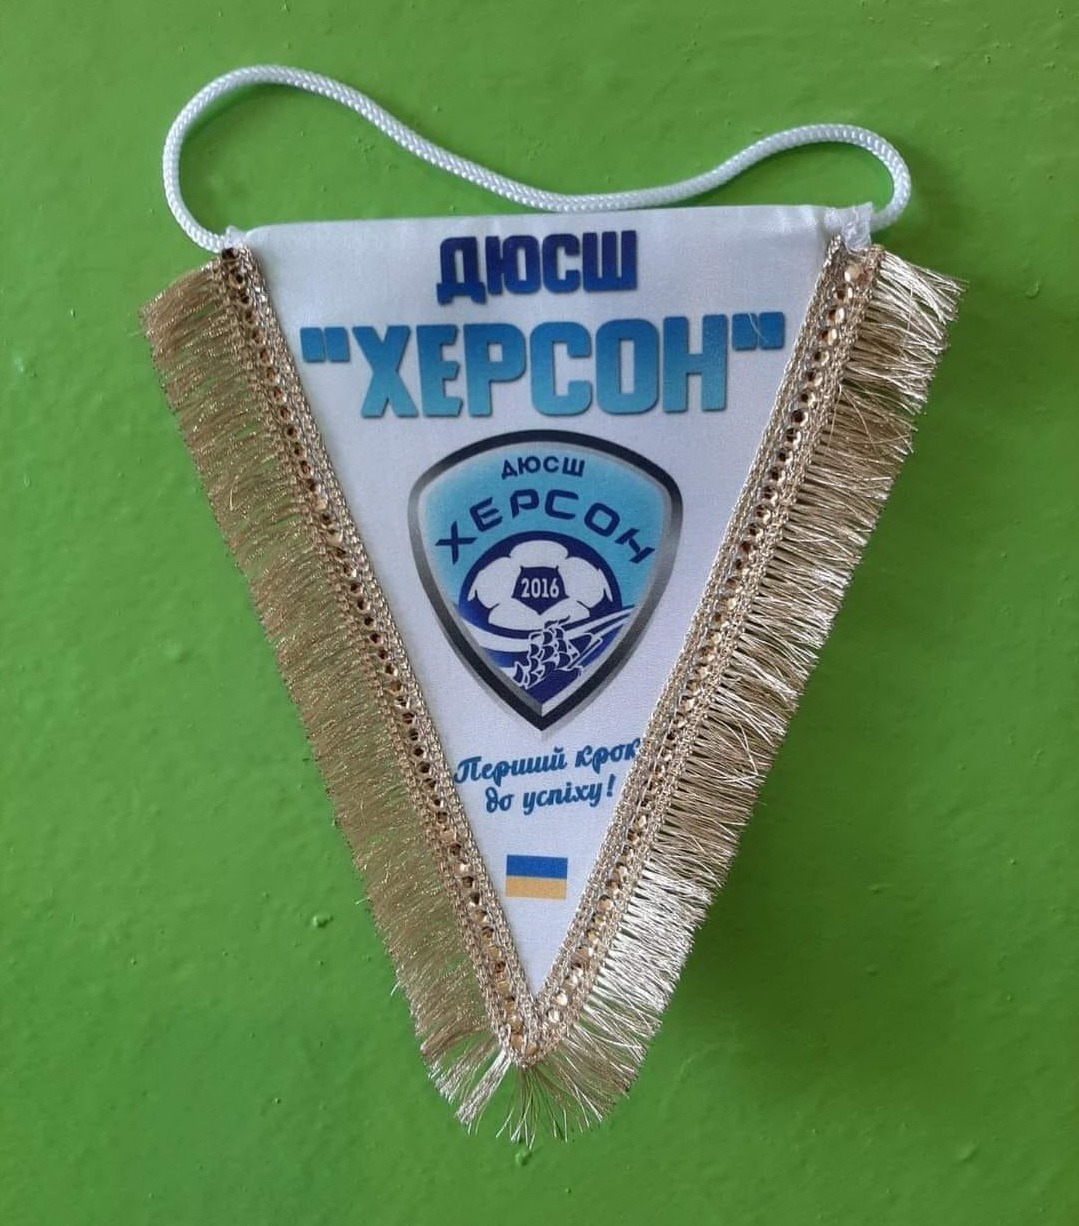 ДЮСШ
"ХЕРСОН"
ДЮСШ
ХЕРСОН
2016
Перший крок
до успіху!